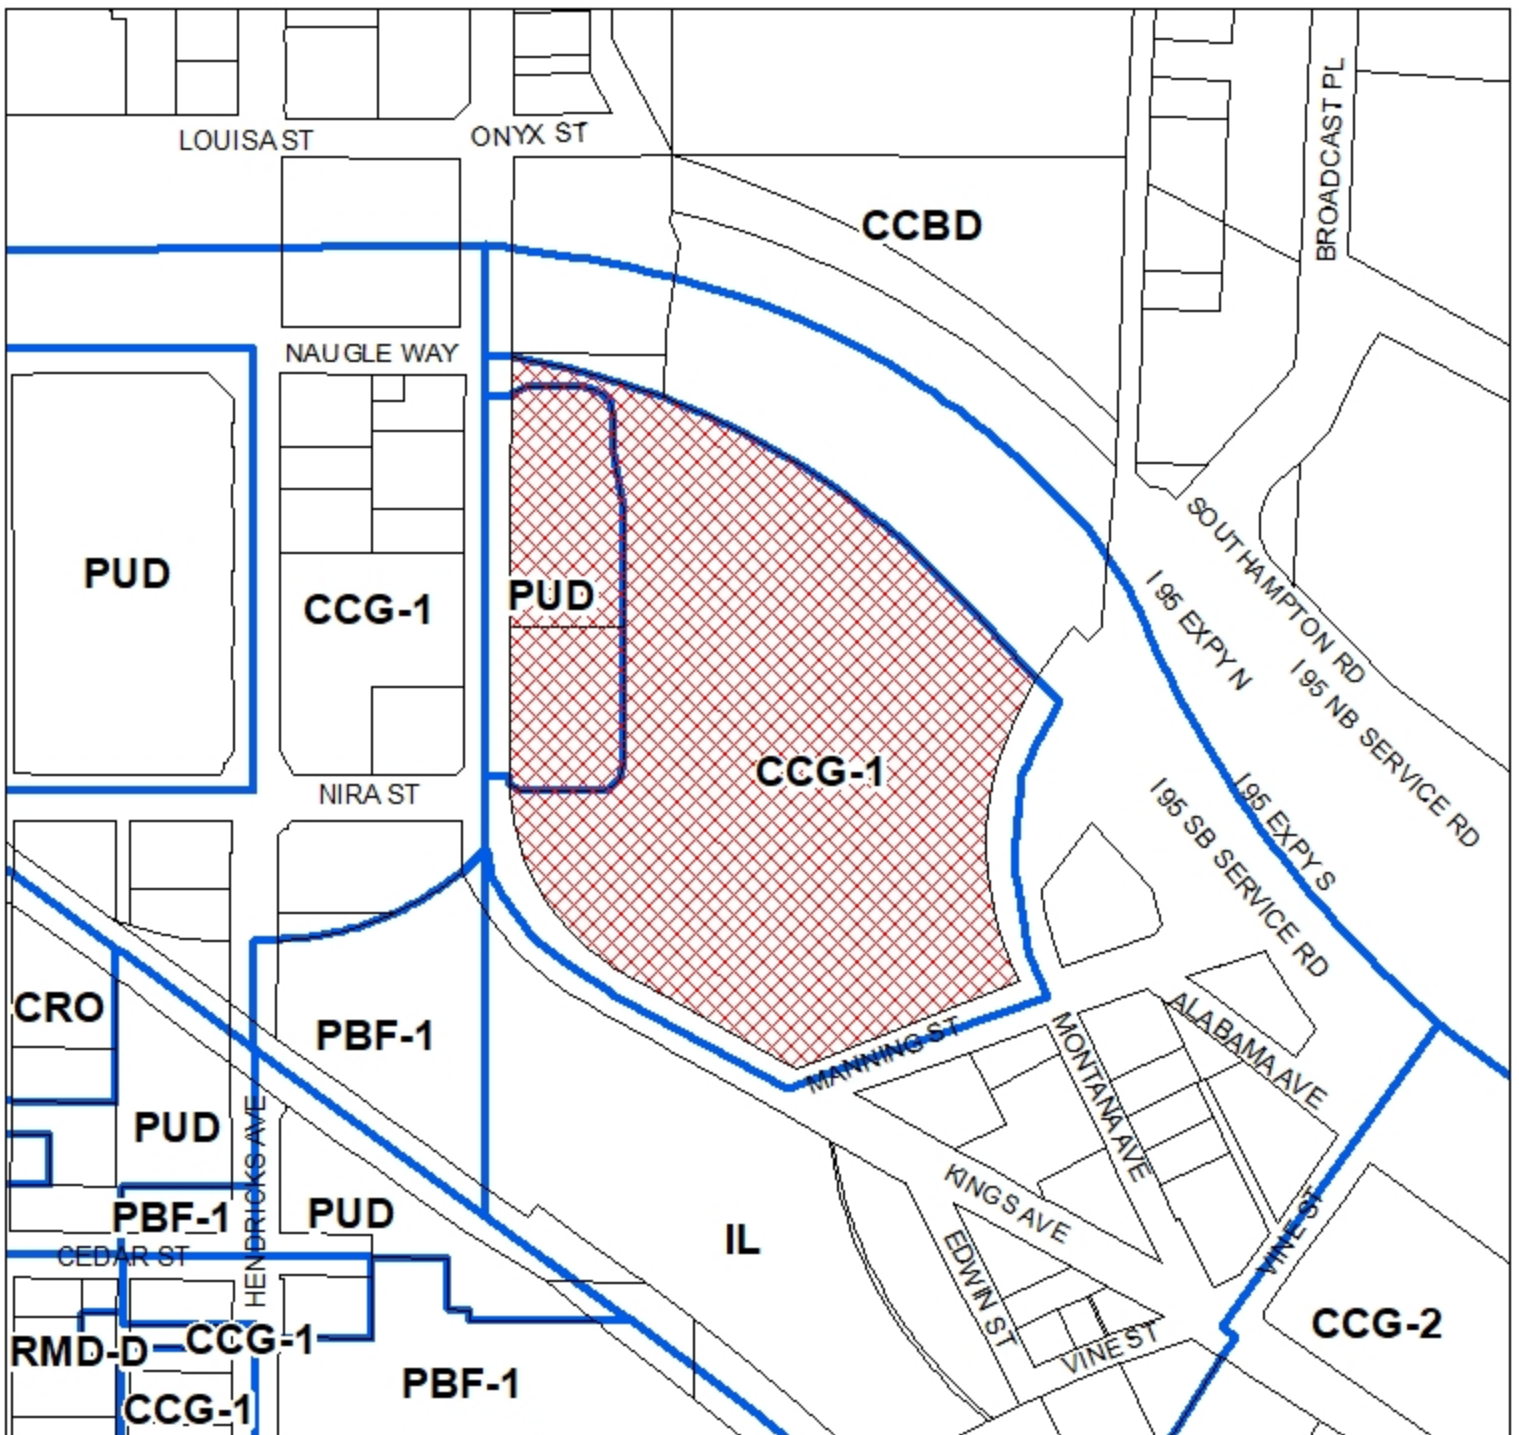 LOUISA ST
ONYX ST
BROADCAST PL
CCBD
NAUGLE WAY
PUD
CCG-1
PUD
SOUTHAMPTON RD
I 95 EXPY N
I 95 NB SERVICE RD
CCG-1
NIRA ST
I 95 EXPY S
I 95 SB SERVICE RD
CRO
PBF-1
MANNING ST
MONTANA AVE
ALABAMA AVE
PUD
HENDRICKS AVE
PBF-1
PUD
KINGS AVE
VINE ST
IL
CEDAR ST
EDWIN ST
RMD-D
CCG-1
VINE ST
CCG-2
PBF-1
CCG-1